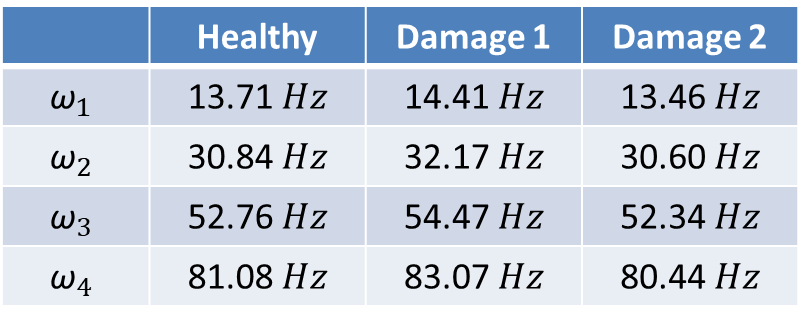 Healthy Damage 1 Damage 2
ω₁ 13.71 Hz 14.41 Hz 13.46 Hz
ω₂ 30.84 Hz 32.17 Hz 30.60 Hz
ω₃ 52.76 Hz 54.47 Hz 52.34 Hz
ω₄ 81.08 Hz 83.07 Hz 80.44 Hz